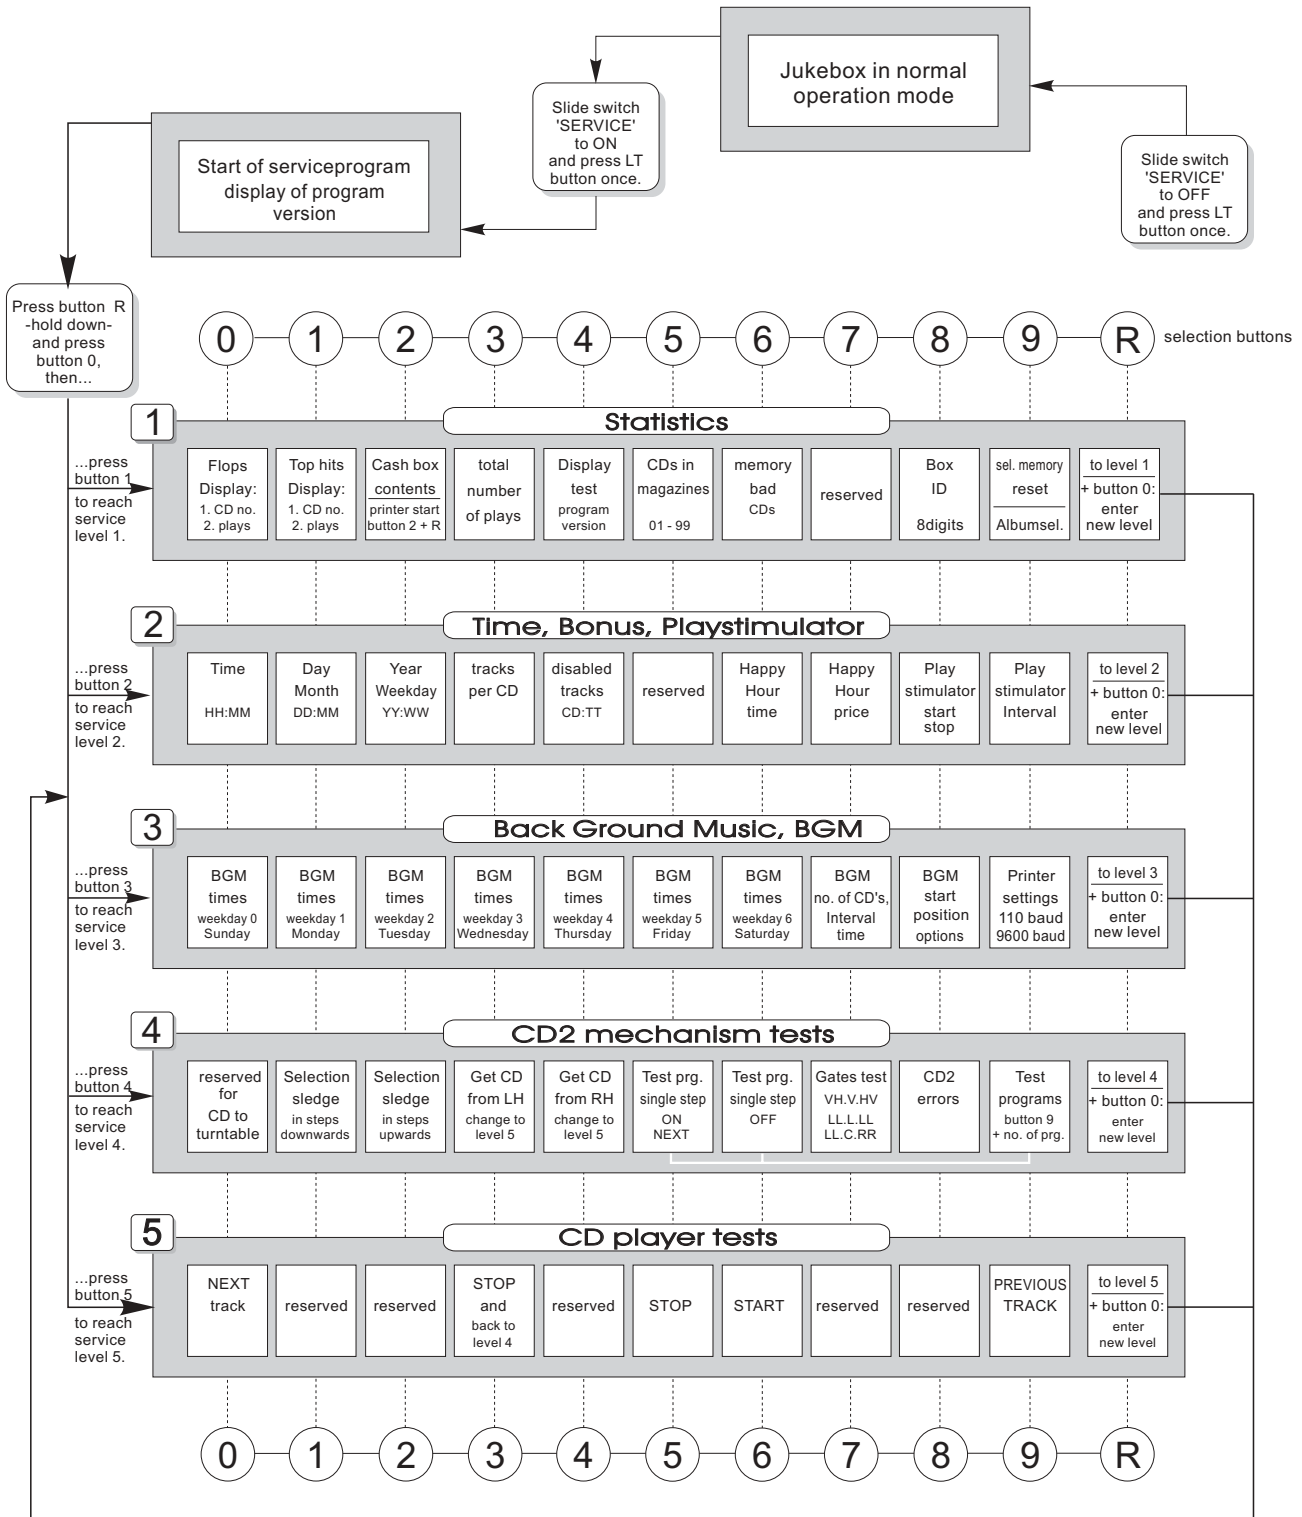 Jukebox in normal
operation mode
Slide switch
'SERVICE'
to ON
and press LT
button once.
Slide switch
'SERVICE'
to OFF
and press LT
button once.
Start of serviceprogram
display of program
version
Press button R
-hold down-
and press
button 0,
then...
0 1 2 3 4 5 6 7 8 9 R
selection buttons
1
Statistics
...press
button 1
to reach
service
level 1.
Flops
Display:
1. CD no.
2. plays
Top hits
Display:
1. CD no.
2. plays
Cash box
contents
printer start
button 2 + R
total
number
of plays
Display
test
program
version
CDs in
magazines
01 - 99
memory
bad
CDs
reserved
Box
ID
8digits
sel. memory
reset
Albumsel.
to level 1
+ button 0:
enter
new level
2
Time, Bonus, Playstimulator
...press
button 2
to reach
service
level 2.
Time
HH:MM
Day
Month
DD:MM
Year
Weekday
YY:WW
tracks
per CD
disabled
tracks
CD:TT
reserved
Happy
Hour
time
Happy
Hour
price
Play
stimulator
start
stop
Play
stimulator
Interval
to level 2
+ button 0:
enter
new level
3
Back Ground Music, BGM
...press
button 3
to reach
service
level 3.
BGM
times
weekday 0
Sunday
BGM
times
weekday 1
Monday
BGM
times
weekday 2
Tuesday
BGM
times
weekday 3
Wednesday
BGM
times
weekday 4
Thursday
BGM
times
weekday 5
Friday
BGM
times
weekday 6
Saturday
BGM
no. of CD's,
Interval
time
BGM
start
position
options
Printer
settings
110 baud
9600 baud
to level 3
+ button 0:
enter
new level
4
CD2 mechanism tests
...press
button 4
to reach
service
level 4.
reserved
for
CD to
turntable
Selection
sledge
in steps
downwards
Selection
sledge
in steps
upwards
Get CD
from LH
change to
level 5
Get CD
from RH
change to
level 5
Test prg.
single step
ON
NEXT
Test prg.
single step
OFF
Gates test
VH.V.HV
LL.L.LL
LL.C.RR
CD2
errors
Test
programs
button 9
+ no. of prg.
to level 4
+ button 0:
enter
new level
5
CD player tests
...press
button 5
to reach
service
level 5.
NEXT
track
reserved
reserved
STOP
and
back to
level 4
reserved
STOP
START
reserved
reserved
PREVIOUS
TRACK
to level 5
+ button 0:
enter
new level
0 1 2 3 4 5 6 7 8 9 R